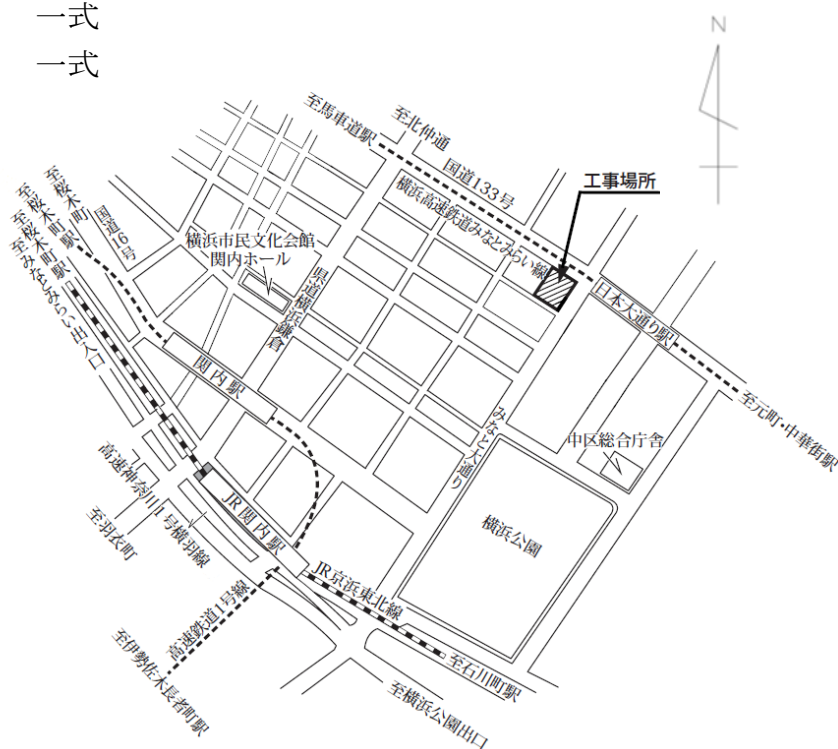 一式
一式
N
至馬車道駅
至北仲通
国道133号
横浜高速鉄道みなとみらい線
工事場所
至桜木町駅
至桜木町駅
至桜木町駅
至みなとみらい出入口
国道16号
横浜市民文化会館
関内ホール
県道横浜鎌倉
日本大通り駅
関内駅
至元町・中華街駅
みなと大通り
中区総合庁舎
高速神奈川1号横羽線
至羽衣町
JR関内駅
横浜公園
JR京浜東北線
高速鉄道1号線
至伊勢佐木長者町駅
至石川町駅
至横浜公園出口